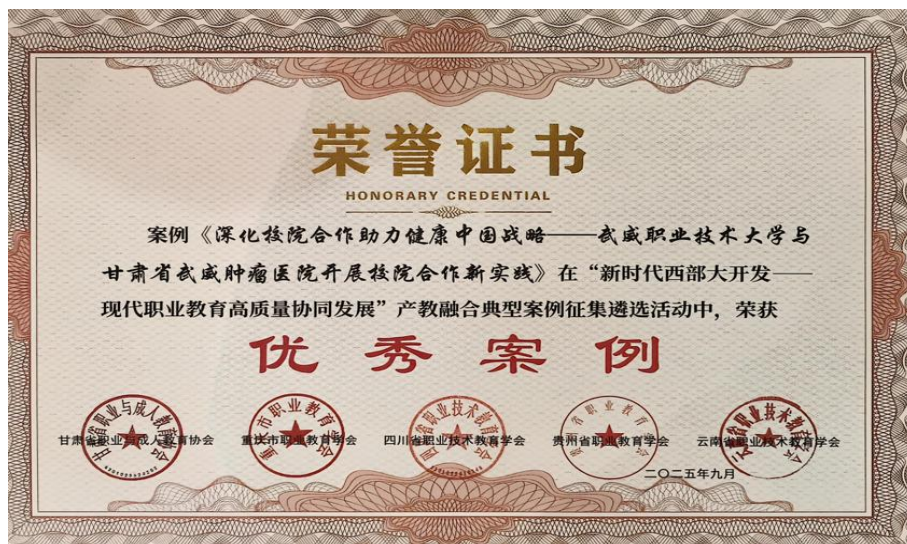 荣誉证书
HONORARY CREDENTIAL
案例《深化校院合作助力健康中国战略——武威职业技术大学与
甘肃省武威肿瘤医院开展校院合作新实践》在“新时代西部大开发——
现代职业教育高质量协同发展”产教融合典型案例征集遴选活动中，荣获
优秀案例
甘肃省职业与成人教育协会 重庆市职业教育学会 四川省职业技术教育学会 贵州省职业教育学会 云南省职业技术教育学会
二〇二五年九月